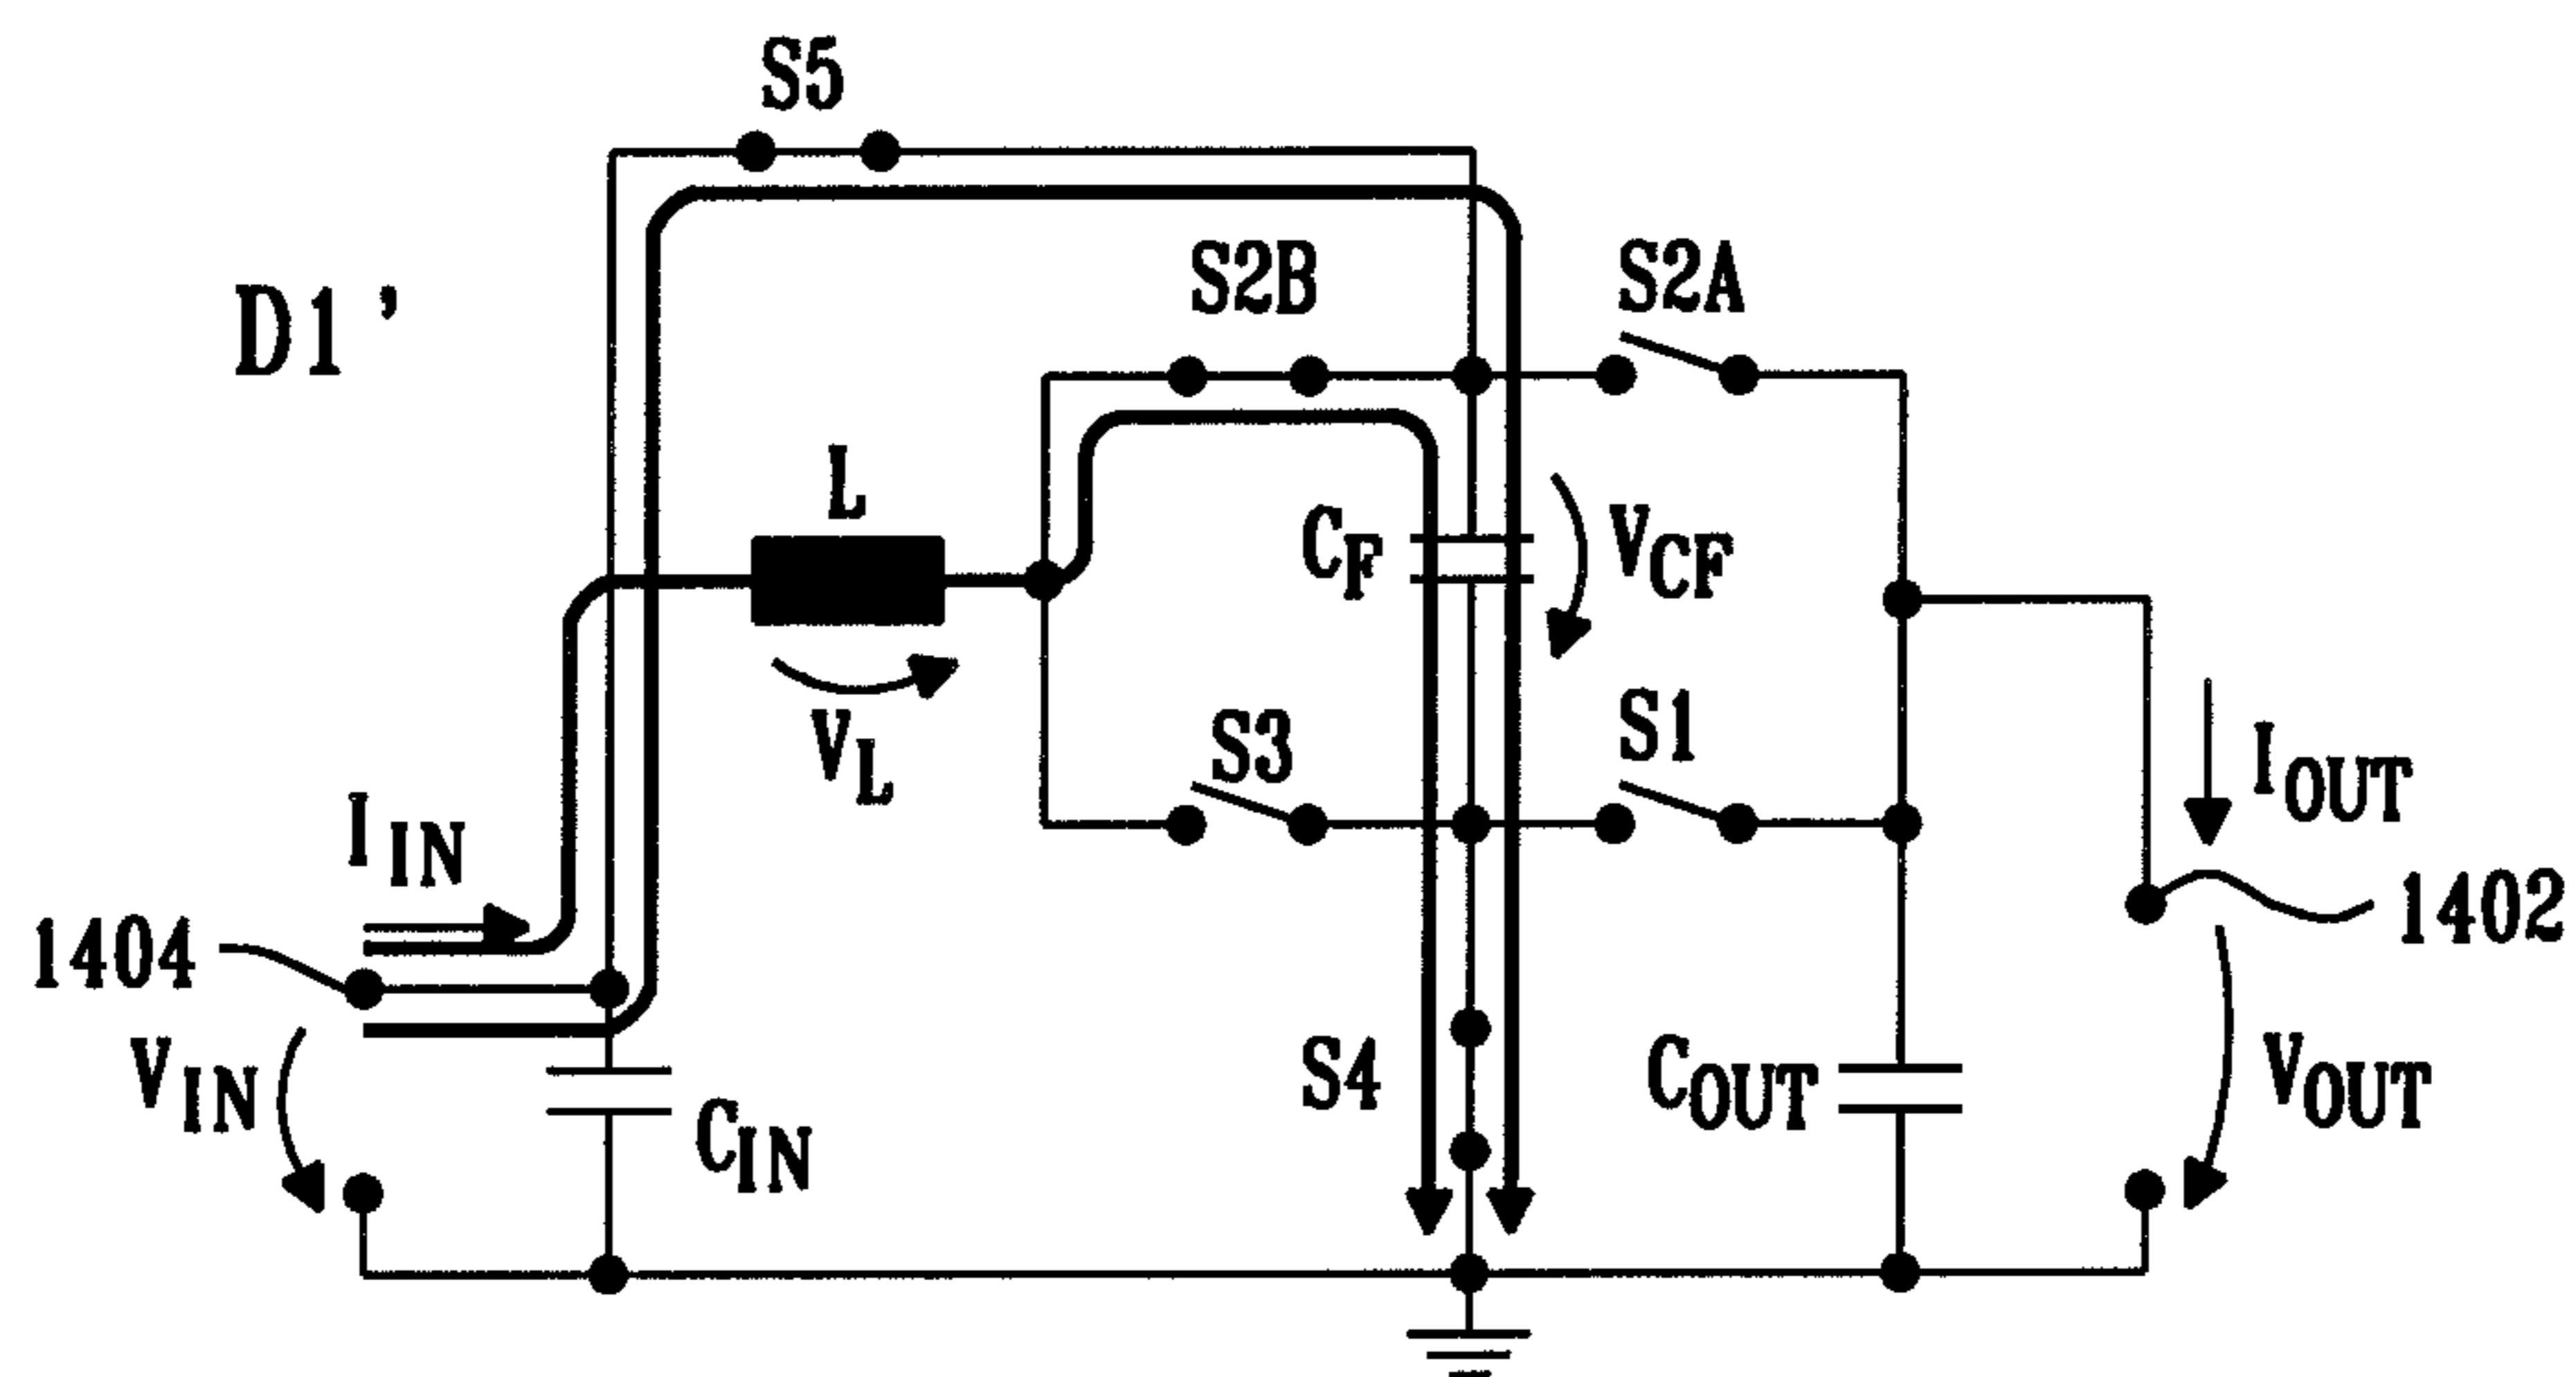 S5
S2B
S2A
D1'
L
CF
VCF
VL
S3
S1
IIN
IOUT
1404
1402
VIN
CIN
S4
COUT
VOUT